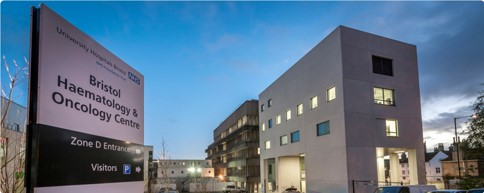 University Hospitals Bristol NHS
Bristol
Haematology &
Oncology Centre
Zone D Entrance
Visitors P